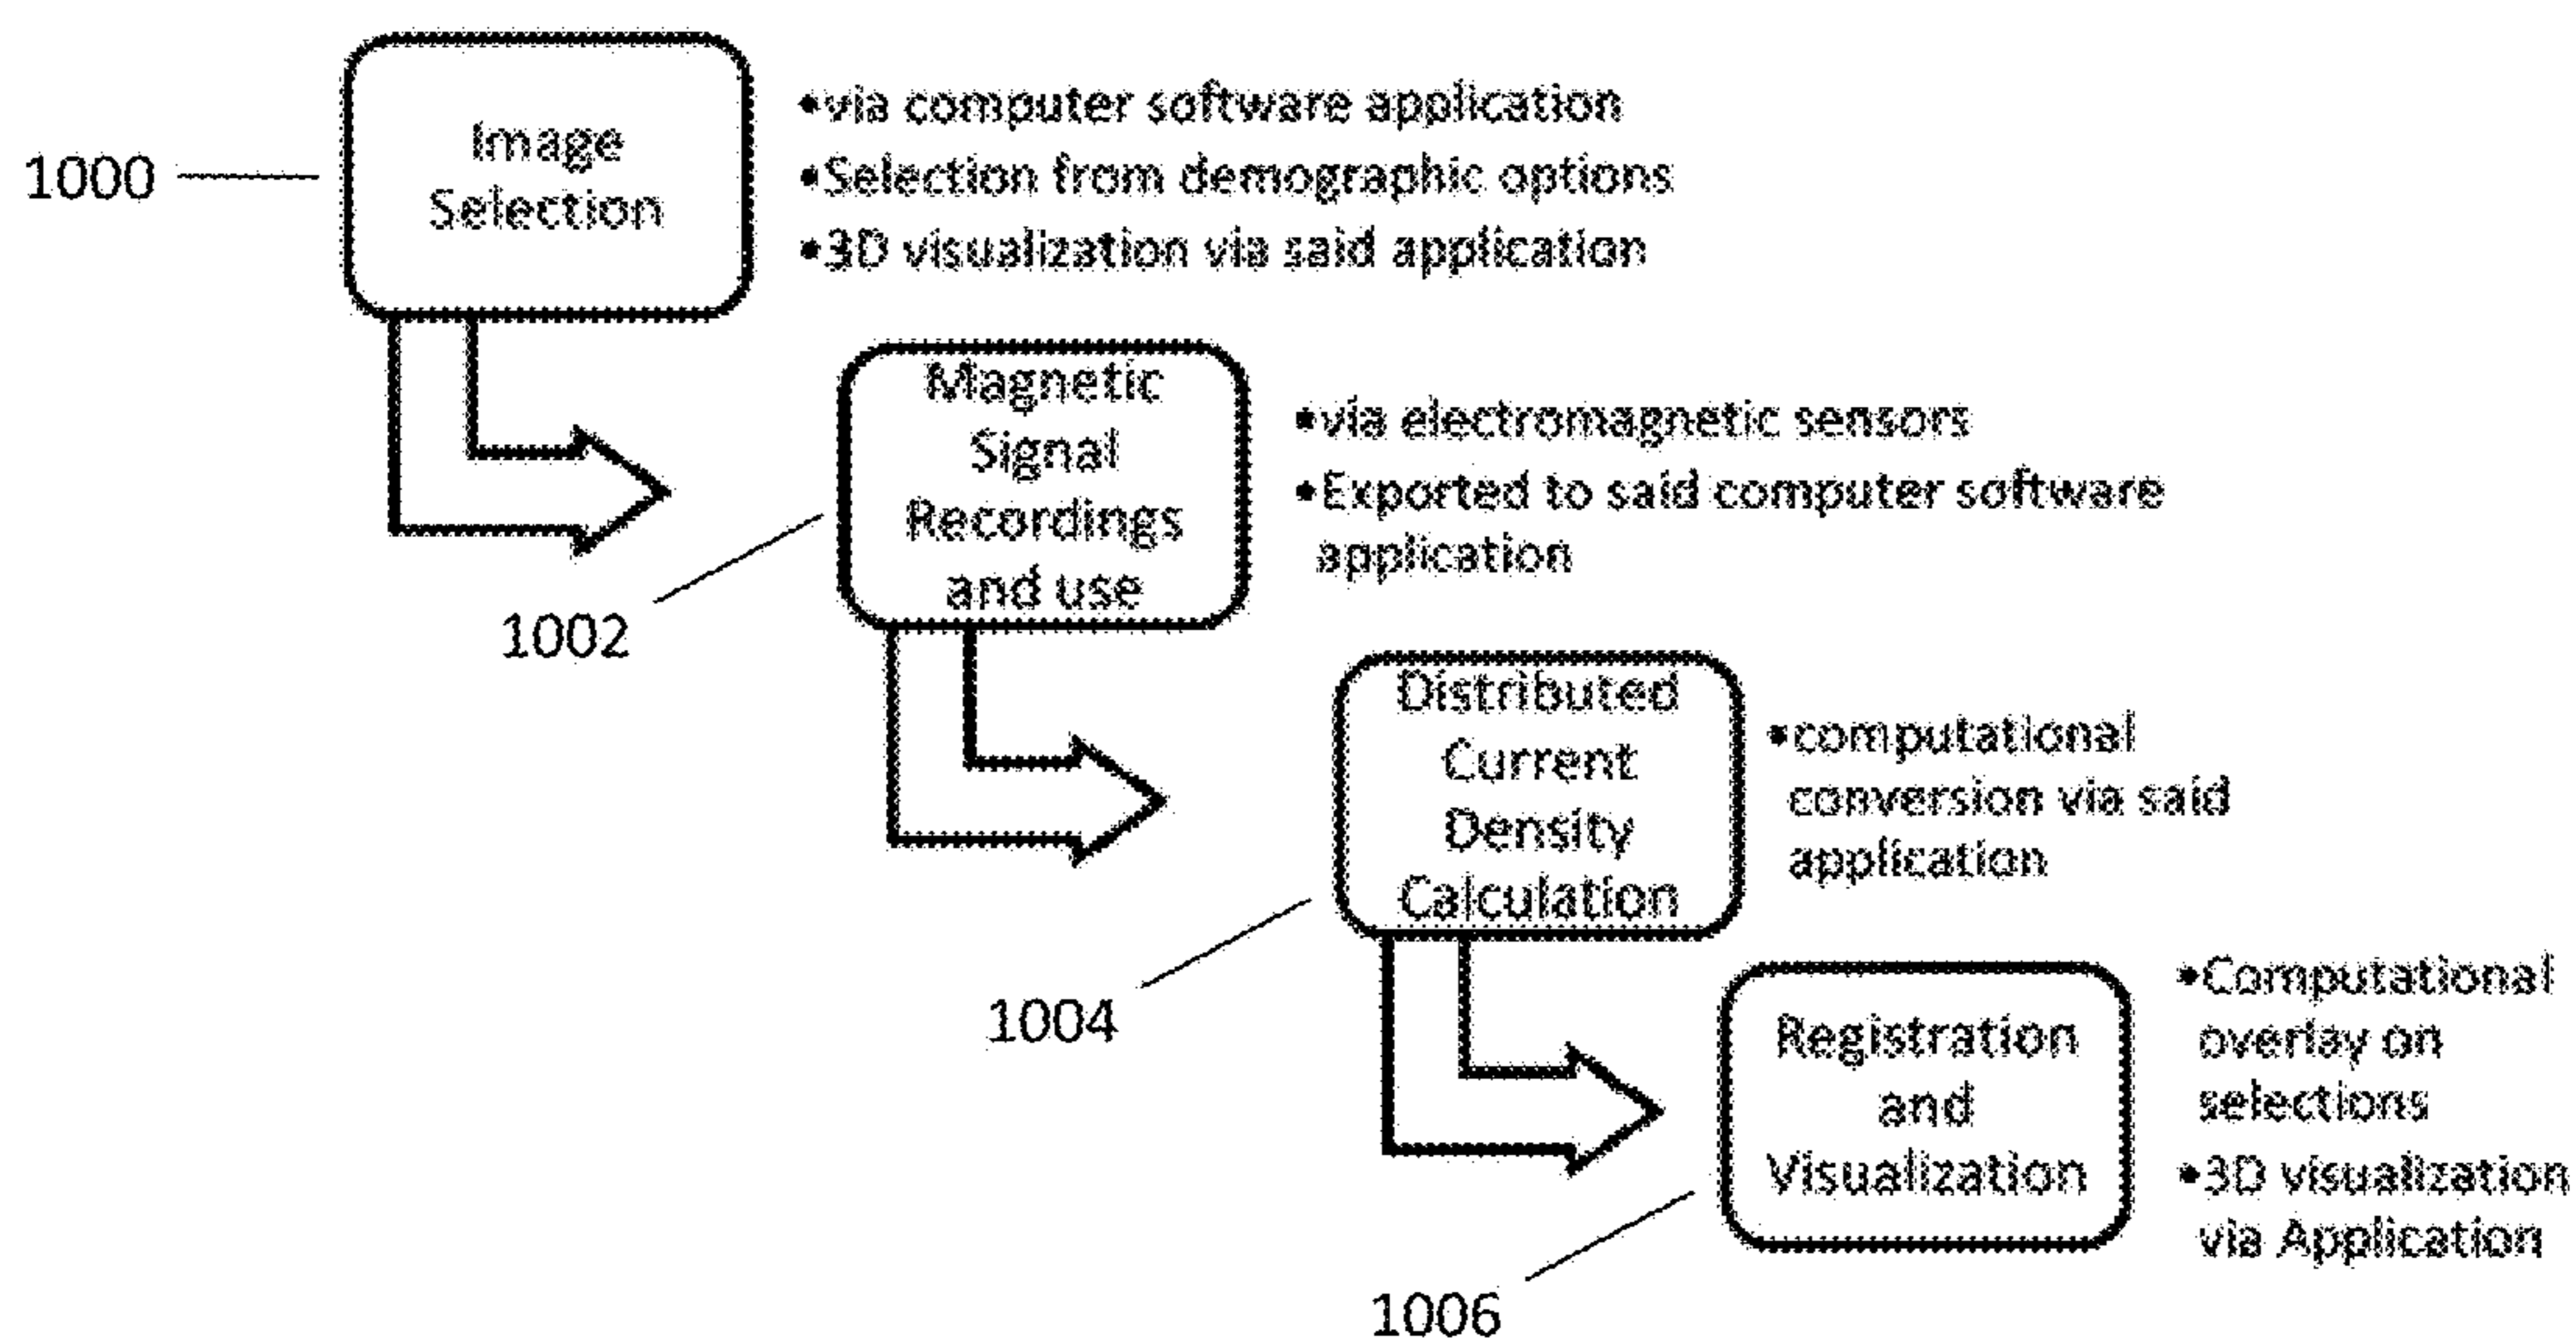 1000
Image
Selection
•via computer software application
•Selection from demographic options
•3D visualization via said application
1002
Magnetic
Signal
Recordings
and use
•via electromagnetic sensors
•Exported to said computer software
application
1004
Distributed
Current
Density
Calculation
•computational
conversion via said
application
1006
Registration
and
Visualization
•Computational
overlay on
selections
•3D visualization
via Application